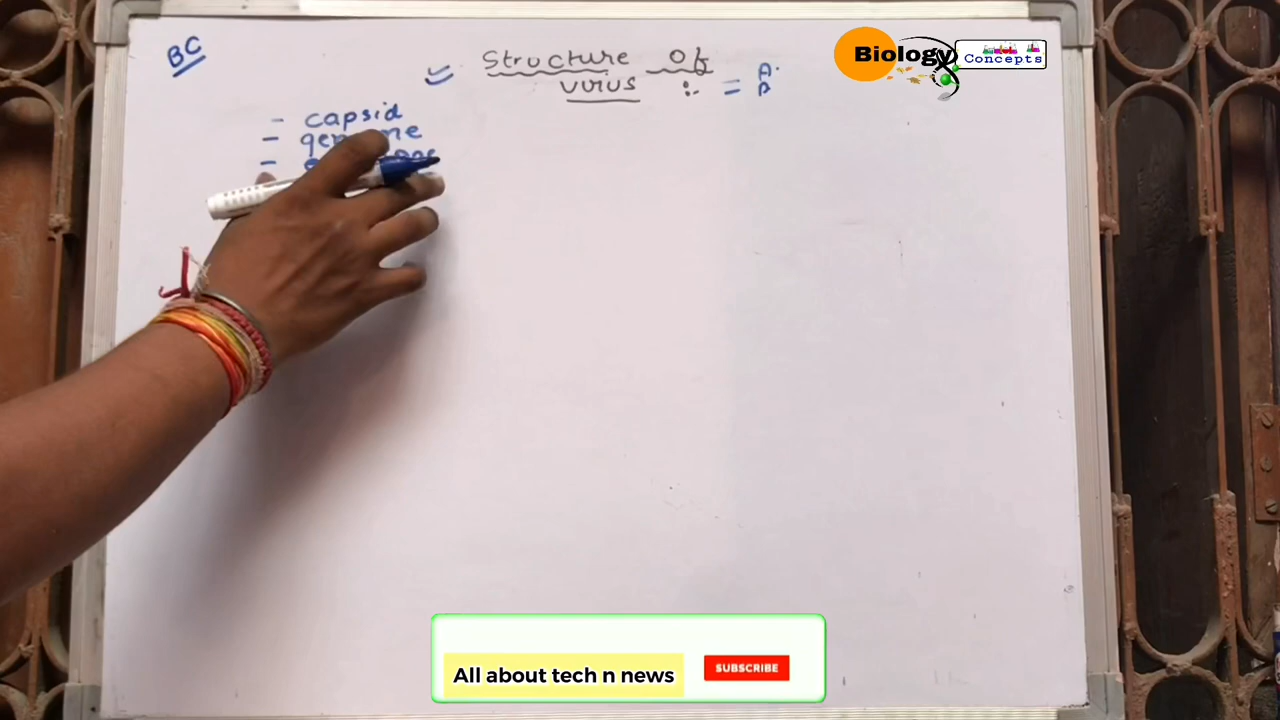 BC
Structure Of
virus :- = A.
B
- capsid
- genome
-
Biology
Concepts
All about tech n news
SUBSCRIBE